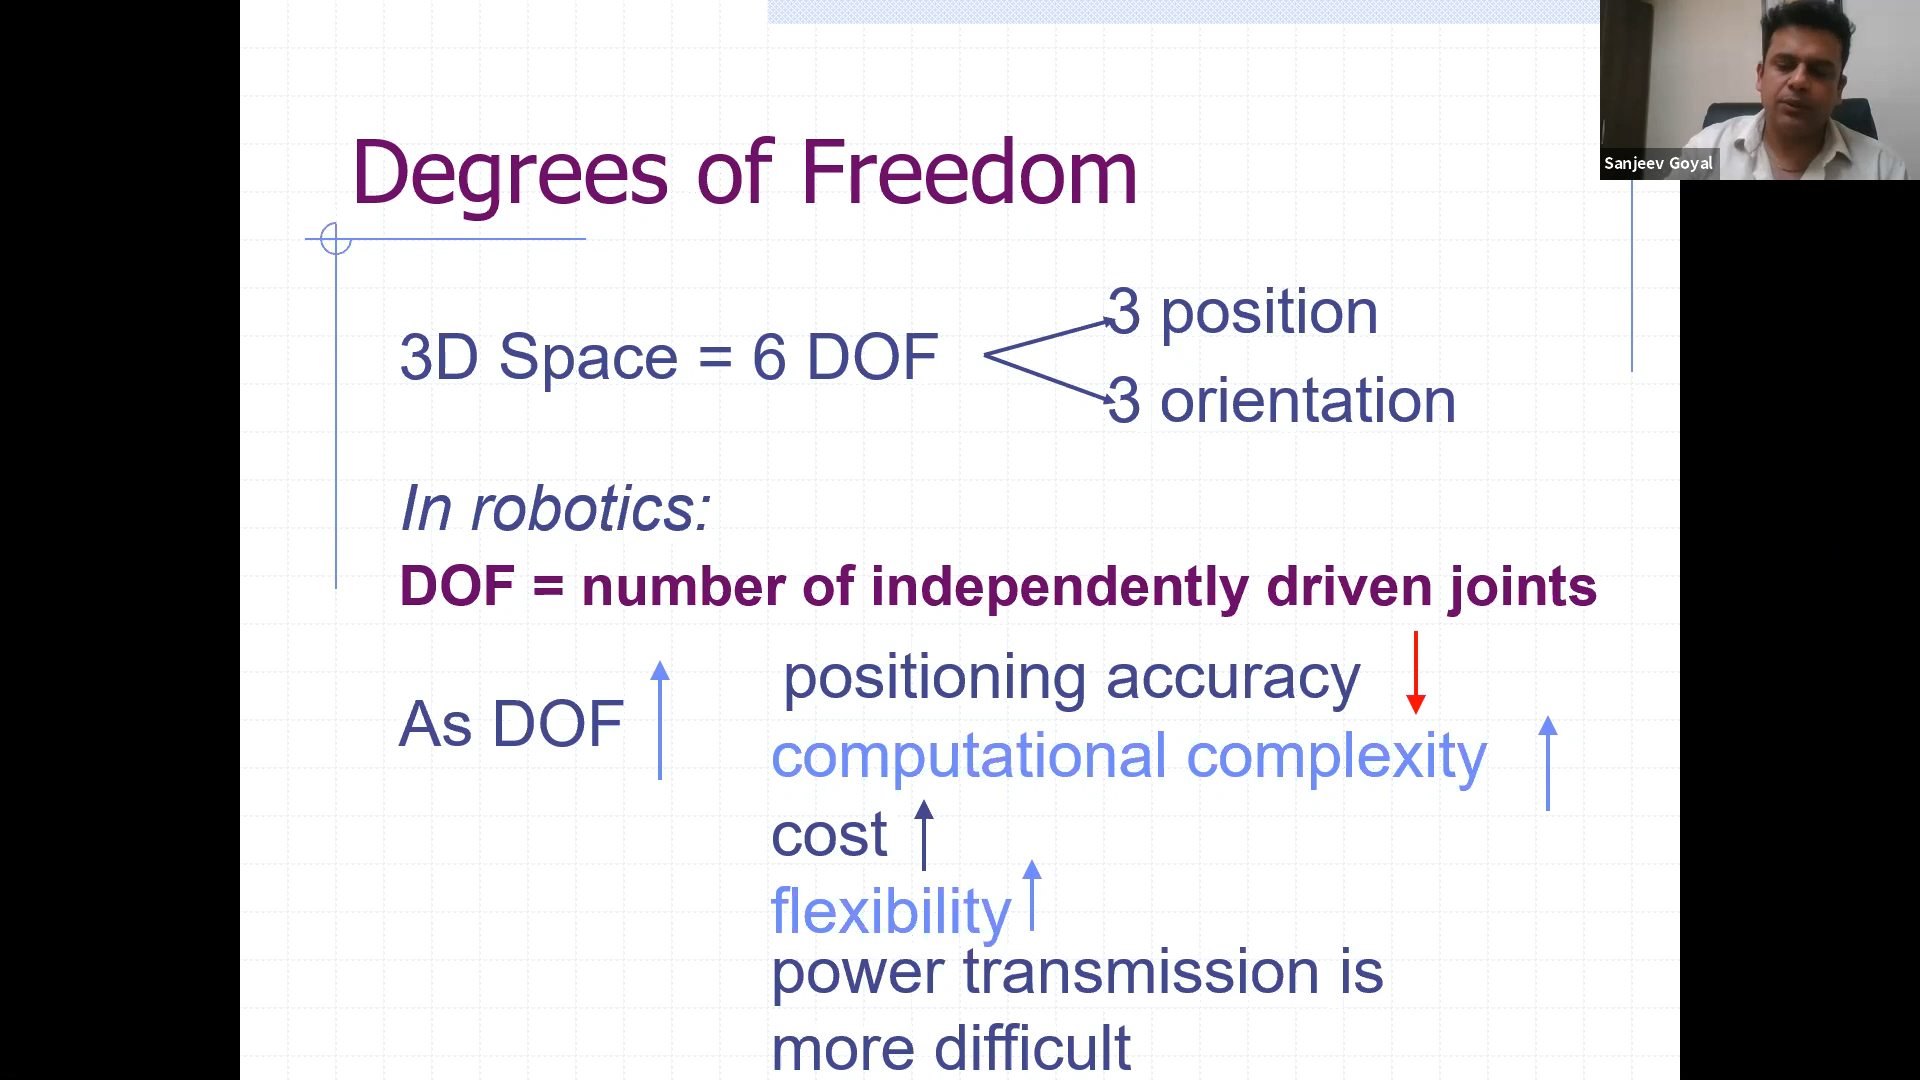 Sanjeev Goyal
Degrees of Freedom
3D Space = 6 DOF
3 position
3 orientation
In robotics:
DOF = number of independently driven joints
As DOF
positioning accuracy
computational complexity
cost
flexibility
power transmission is
more difficult